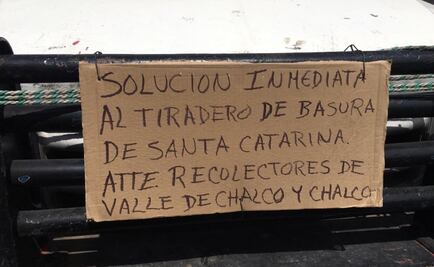 SOLUCION INMEDIATA
AL TIRADERO DE BASURA
DE SANTA CATARINA.
ATTE. RECOLECTORES DE
VALLE DE CHALCO Y CHALCO